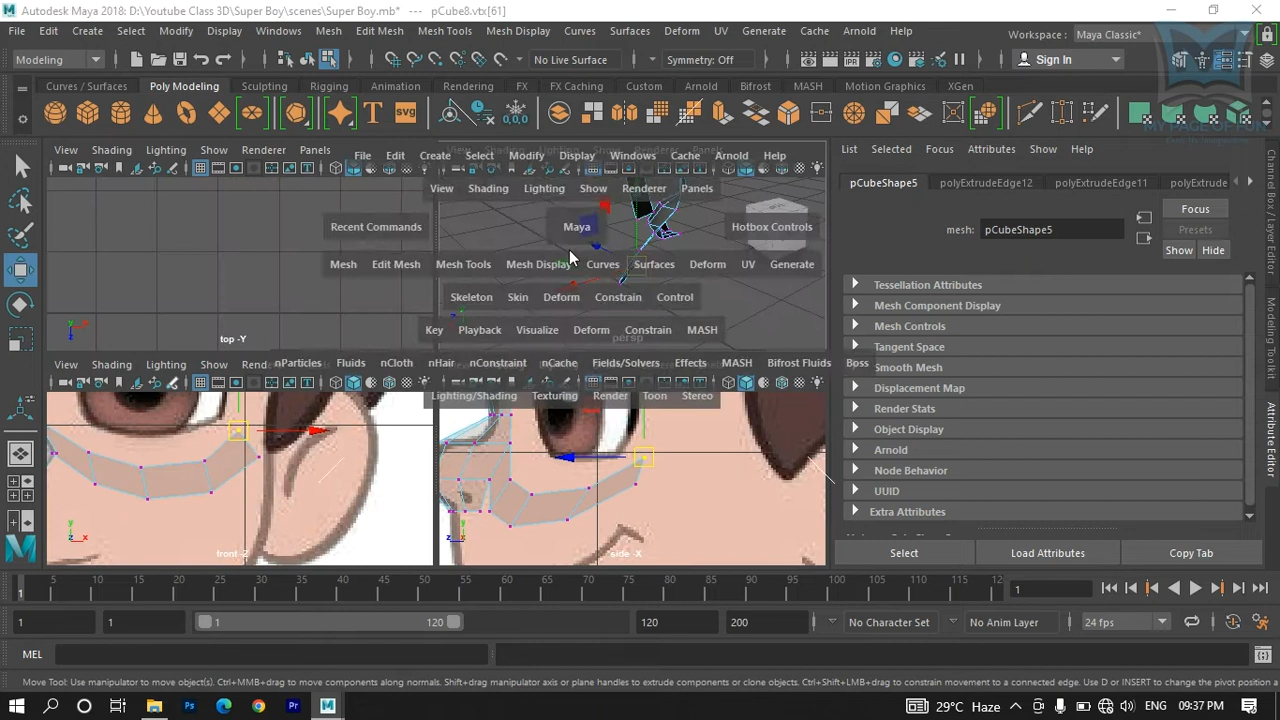 Autodesk Maya 2018: D:\Youtube Class 3D\Super Boy\scenes\Super Boy.mb* --- pCube8.vtx[61]
File Edit Create Select Modify Display Windows Mesh Edit Mesh Mesh Tools Mesh Display Curves Surfaces Deform UV Generate Cache Arnold Help Workspace : Maya Classic*
Modeling No Live Surface Symmetry: Off Sign In
Curves / Surfaces Poly Modeling Sculpting Rigging Animation Rendering FX FX Caching Custom Arnold Bifrost MASH Motion Graphics XGen
MY PAGE OF FUN
View Shading Lighting Show Renderer Panels
File Edit Create Select Modify Display Windows Cache Arnold Help
List Selected Focus Attributes Show Help
View Shading Lighting Show Renderer Panels
pCubeShape5 polyExtrudeEdge12 polyExtrudeEdge11 polyExtrude
Recent Commands Maya Hotbox Controls
mesh: pCubeShape5 Focus
Presets
Show Hide
Mesh Edit Mesh Mesh Tools Mesh Display Curves Surfaces Deform UV Generate
Skeleton Skin Deform Constrain Control
Key Playback Visualize Deform Constrain MASH
top -Y persp
View Shading Lighting Show Rend nParticles Fluids nCloth nHair nConstraint nCache Fields/Solvers Effects MASH Bifrost Fluids Boss
Lighting/Shading Texturing Render Toon Stereo
Tessellation Attributes
Mesh Component Display
Mesh Controls
Tangent Space
Smooth Mesh
Displacement Map
Render Stats
Object Display
Arnold
Node Behavior
UUID
Extra Attributes
front -Z side -X
Select Load Attributes Copy Tab
Channel Box / Layer Editor
Modeling Toolkit
Attribute Editor
5 10 15 20 25 30 35 40 45 50 55 60 65 70 75 80 85 90 95 100 105 110 115 12
1 1
1 1 1 120 120 200 No Character Set No Anim Layer 24 fps
MEL
Move Tool: Use manipulator to move object(s). Ctrl+MMB+drag to move components along normals. Shift+drag manipulator axis or plane handles to extrude components or clone objects. Ctrl+Shift+LMB+drag to constrain movement to a connected edge. Use D or INSERT to change the pivot position a
29°C Haze ENG 09:37 PM